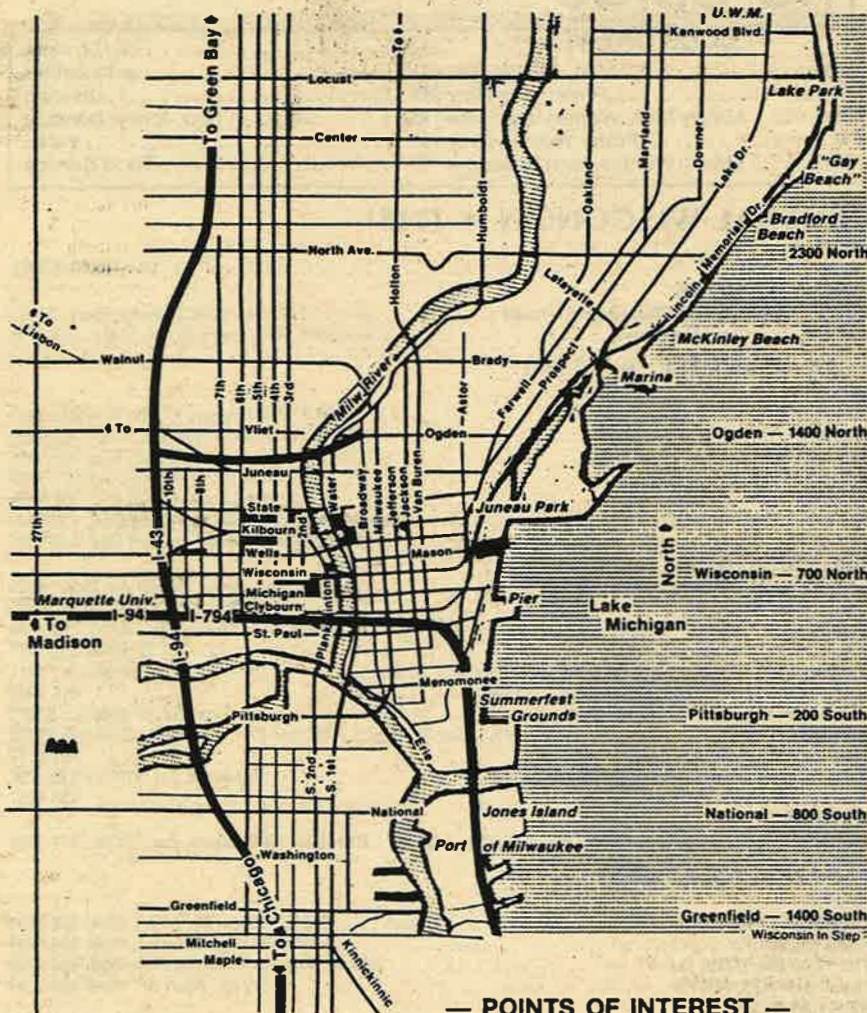 U.W.M.
Kenwood Blvd.
To Green Bay
To
Locust
Lake Park
Center
Humboldt
Oakland
Maryland
Downer
Lake Dr.
"Gay
Beach"
Bradford
Beach
Lincoln Memorial Dr.
North Ave.
2300 North
Holton
Lafayette
To
Lisbon
Walnut
Milw. River
Brady
McKinley Beach
Marina
7th
6th
5th
4th
3rd
Astor
Farwell
Prospect
To
Vliet
Ogden
Ogden — 1400 North
Juneau
10th
8th
State
Kilbourn
2nd
Water
Broadway
Milwaukee
Jefferson
Jackson
Van Buren
Juneau Park
27th
I-43
Wells
Mason
North
Wisconsin
Wisconsin — 700 North
Michigan
Marquette Univ.
Clybourn
Plankinton
Pier
Lake
Michigan
I-94
I-794
To
Madison
St. Paul
I-94
Menomonee
Summerfest
Grounds
Pittsburgh
Pittsburgh — 200 South
Erie
S. 2nd
S. 1st
National
Jones Island
National — 800 South
Port
of Milwaukee
Washington
To Chicago
Greenfield
Greenfield — 1400 South
Wisconsin In Step
Mitchell
Maple
To
Kinnickinnic
— POINTS OF INTEREST —